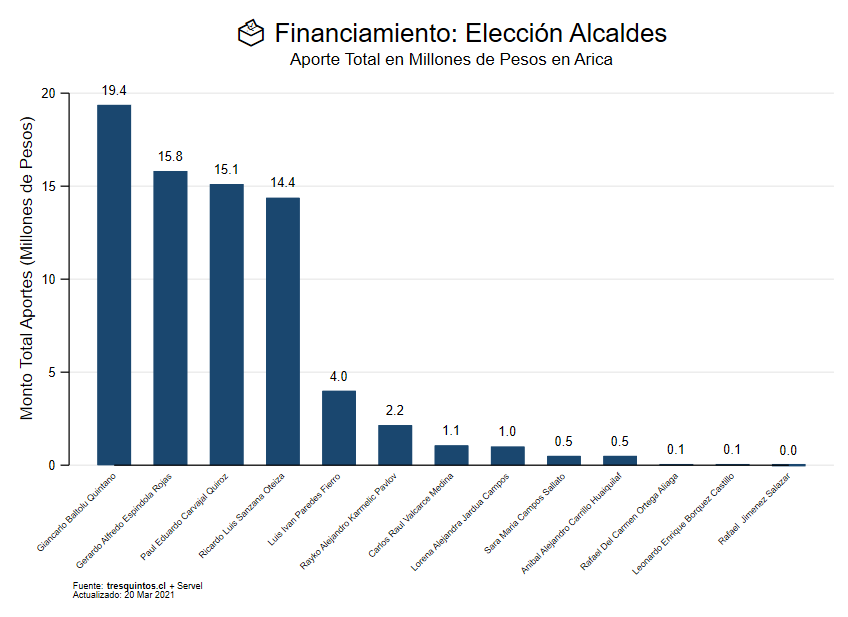 Financiamiento: Elección Alcaldes
Aporte Total en Millones de Pesos en Arica
Monto Total Aportes (Millones de Pesos)
20
15
10
5
0
19.4
15.8
15.1
14.4
4.0
2.2
1.1
1.0
0.5
0.5
0.1
0.1
0.0
Giancarlo Baltolu Quintano
Gerardo Alfredo Espindola Rojas
Paul Eduardo Carvajal Quiroz
Ricardo Luis Sanzana Oteiza
Luis Ivan Paredes Fierro
Rayko Alejandro Karmelic Pavlov
Carlos Raul Valcarce Medina
Lorena Alejandra Jardua Campos
Sara Maria Campos Sallato
Anibal Alejandro Carrillo Huaiquilaf
Rafael Del Carmen Ortega Aliaga
Leonardo Enrique Borquez Castillo
Rafael Jimenez Salazar
Fuente: tresquintos.cl + Servel
Actualizado: 20 Mar 2021